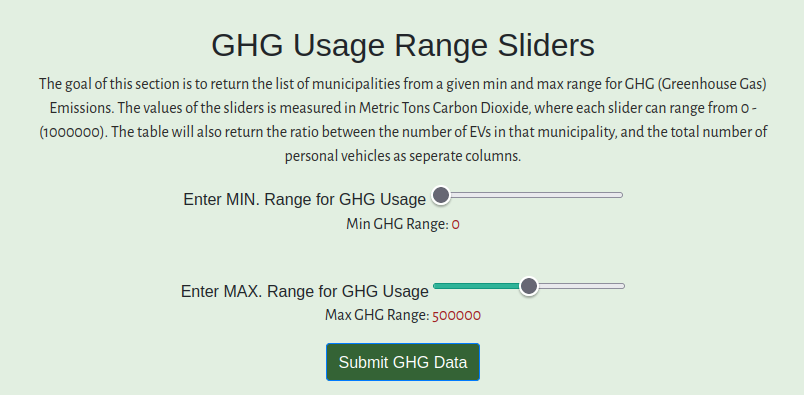 GHG Usage Range Sliders
The goal of this section is to return the list of municipalities from a given min and max range for GHG (Greenhouse Gas)
Emissions. The values of the sliders is measured in Metric Tons Carbon Dioxide, where each slider can range from 0 -
(1000000). The table will also return the ratio between the number of EVs in that municipality, and the total number of
personal vehicles as seperate columns.
Enter MIN. Range for GHG Usage
Min GHG Range: 0
Enter MAX. Range for GHG Usage
Max GHG Range: 500000
Submit GHG Data